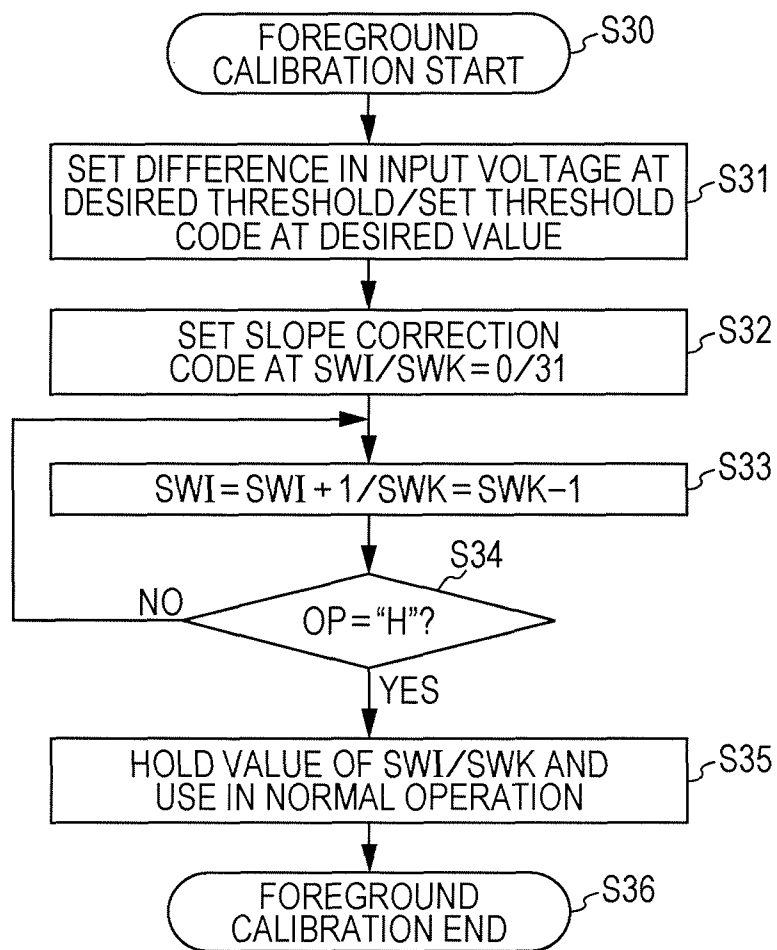 FOREGROUND
CALIBRATION START
S30
SET DIFFERENCE IN INPUT VOLTAGE AT
DESIRED THRESHOLD/SET THRESHOLD
CODE AT DESIRED VALUE
S31
SET SLOPE CORRECTION
CODE AT SWI/SWK=0/31
S32
SWI=SWI+1/SWK=SWK−1
S33
S34
OP=“H”?
NO
YES
HOLD VALUE OF SWI/SWK AND
USE IN NORMAL OPERATION
S35
FOREGROUND
CALIBRATION END
S36